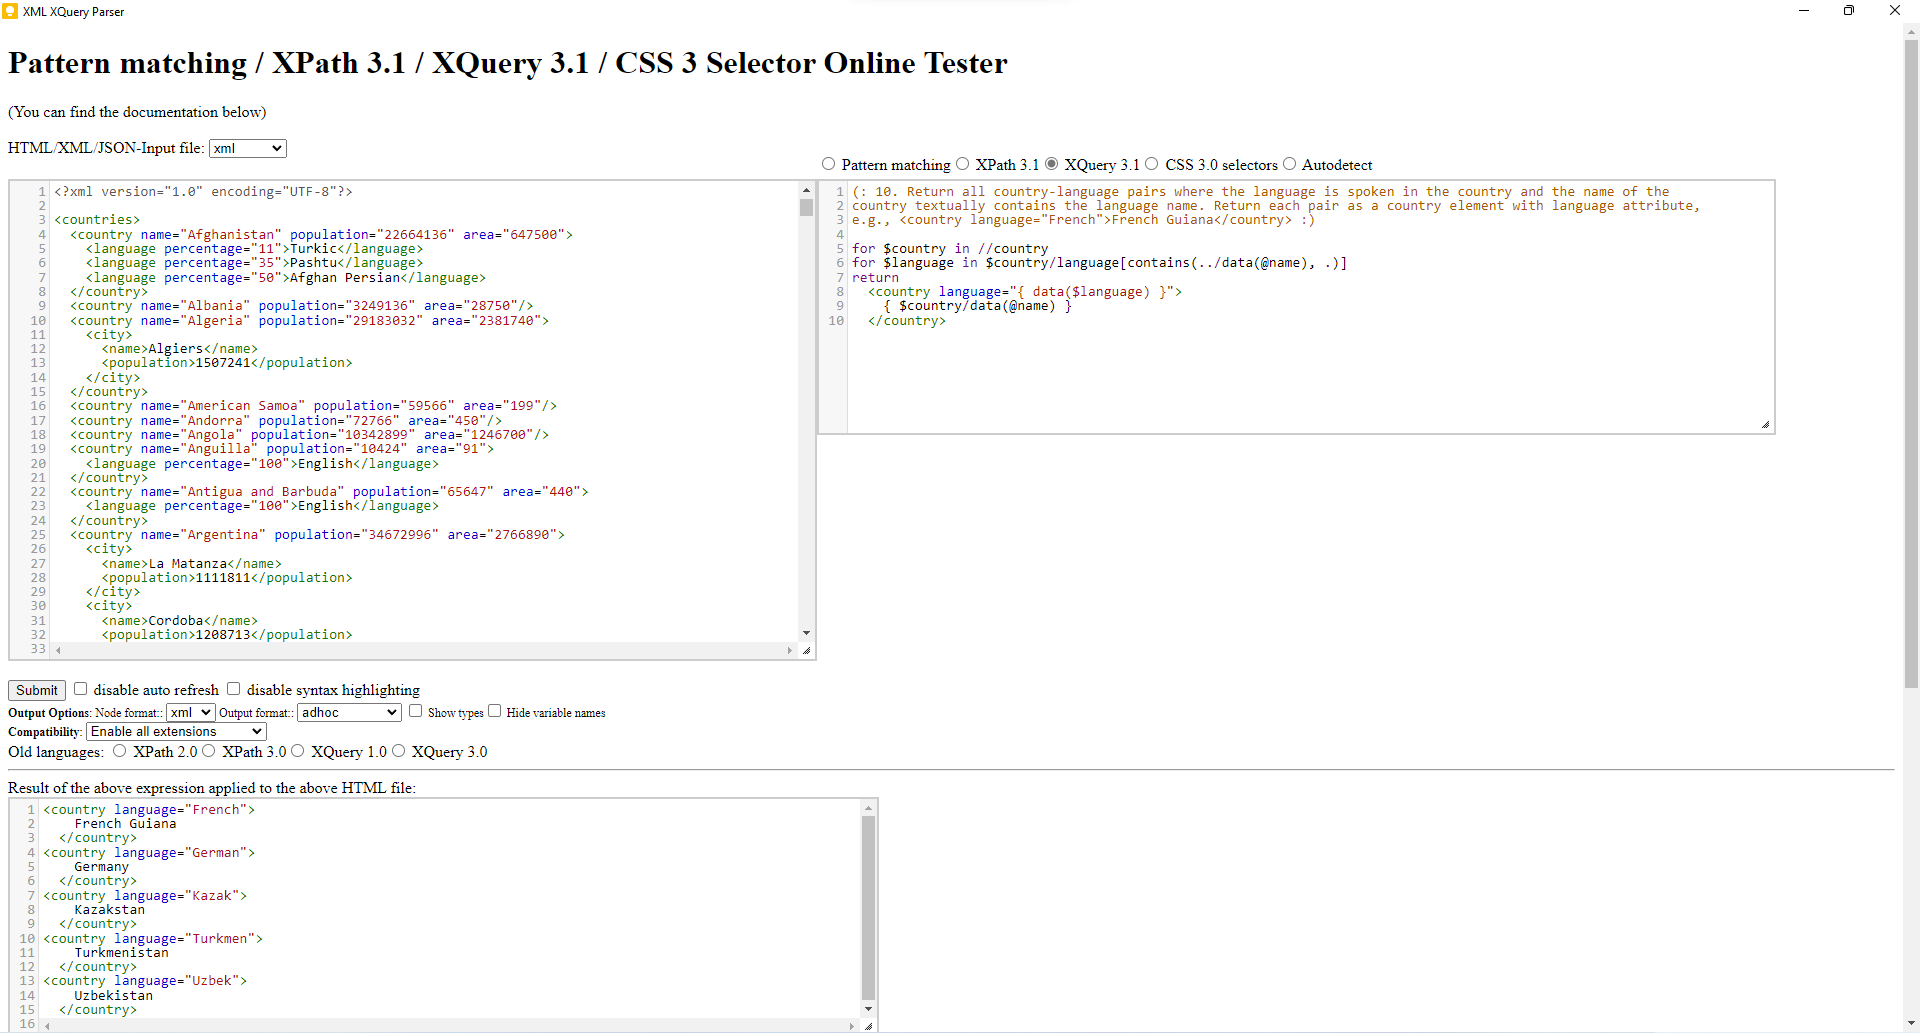 XML XQuery Parser
Pattern matching / XPath 3.1 / XQuery 3.1 / CSS 3 Selector Online Tester
(You can find the documentation below)
HTML/XML/JSON-Input file: xml
Pattern matching XPath 3.1 XQuery 3.1 CSS 3.0 selectors Autodetect
1 <?xml version="1.0" encoding="UTF-8"?>
2
3 <countries>
4 <country name="Afghanistan" population="22664136" area="647500">
5 <language percentage="11">Turkic</language>
6 <language percentage="35">Pashtu</language>
7 <language percentage="50">Afghan Persian</language>
8 </country>
9 <country name="Albania" population="3249136" area="28750"/>
10 <country name="Algeria" population="29183032" area="2381740">
11 <city>
12 <name>Algiers</name>
13 <population>1507241</population>
14 </city>
15 </country>
16 <country name="American Samoa" population="59566" area="199"/>
17 <country name="Andorra" population="72766" area="450"/>
18 <country name="Angola" population="10342899" area="1246700"/>
19 <country name="Anguilla" population="10424" area="91">
20 <language percentage="100">English</language>
21 </country>
22 <country name="Antigua and Barbuda" population="65647" area="440">
23 <language percentage="100">English</language>
24 </country>
25 <country name="Argentina" population="34672996" area="2766890">
26 <city>
27 <name>La Matanza</name>
28 <population>1111811</population>
29 </city>
30 <city>
31 <name>Cordoba</name>
32 <population>1208713</population>
33
1 (: 10. Return all country-language pairs where the language is spoken in the country and the name of the
2 country textually contains the language name. Return each pair as a country element with language attribute,
3 e.g., <country language="French">French Guiana</country> :)
4
5 for $country in //country
6 for $language in $country/language[contains(../data(@name), .)]
7 return
8 <country language="{ data($language) }">
9 { $country/data(@name) }
10 </country>
Submit disable auto refresh disable syntax highlighting
Output Options: Node format:: xml Output format:: adhoc Show types Hide variable names
Compatibility: Enable all extensions
Old languages: XPath 2.0 XPath 3.0 XQuery 1.0 XQuery 3.0
Result of the above expression applied to the above HTML file:
1 <country language="French">
2 French Guiana
3 </country>
4 <country language="German">
5 Germany
6 </country>
7 <country language="Kazak">
8 Kazakstan
9 </country>
10 <country language="Turkmen">
11 Turkmenistan
12 </country>
13 <country language="Uzbek">
14 Uzbekistan
15 </country>
16